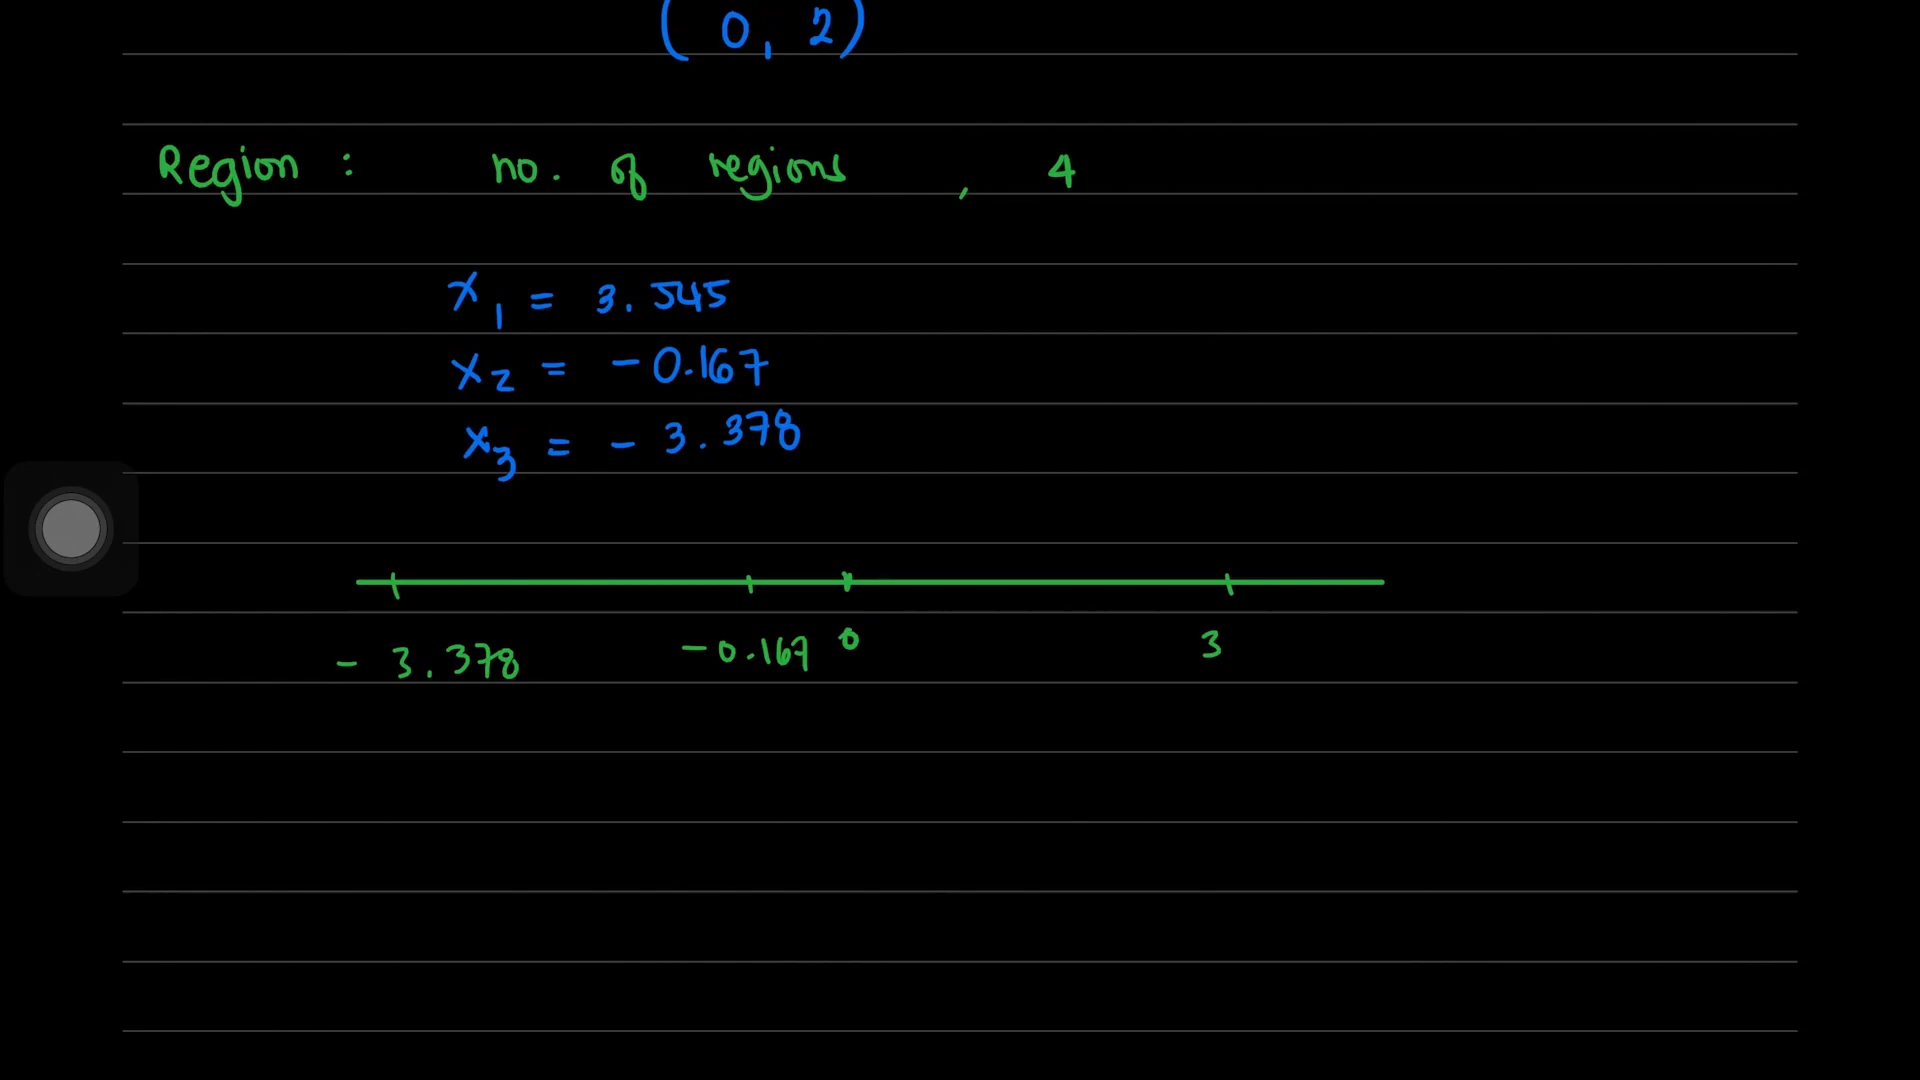 ( 0, 2)
Region : no. of regions , 4
x₁ = 3.545
x₂ = - 0.167
x₃ = - 3.378
- 3.378 -0.167 0 3